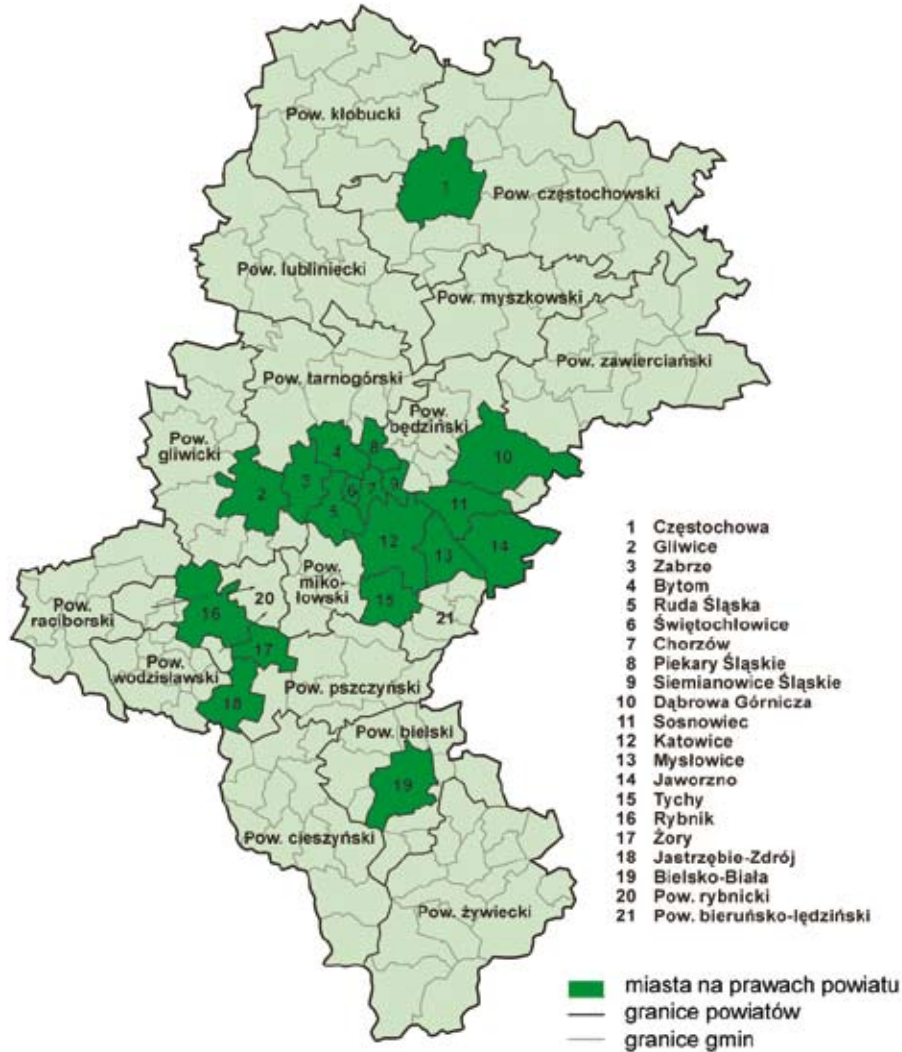 Pow. kłobucki
1
Pow. częstochowski
Pow. lubliniecki
Pow. myszkowski
Pow. zawierciański
Pow. tarnogórski
Pow.
będziński
Pow.
gliwicki
4
8
10
2
3
6
7
9
5
11
12
13
14
Pow.
miko-
łowski
15
20
21
Pow.
raciborski
16
17
Pow.
wodzisławski
18
Pow. pszczyński
Pow. bielski
19
Pow. cieszyński
Pow. żywiecki
1 Częstochowa
2 Gliwice
3 Zabrze
4 Bytom
5 Ruda Śląska
6 Świętochłowice
7 Chorzów
8 Piekary Śląskie
9 Siemianowice Śląskie
10 Dąbrowa Górnicza
11 Sosnowiec
12 Katowice
13 Mysłowice
14 Jaworzno
15 Tychy
16 Rybnik
17 Żory
18 Jastrzębie-Zdrój
19 Bielsko-Biała
20 Pow. rybnicki
21 Pow. bieruńsko-lędziński
miasta na prawach powiatu
granice powiatów
granice gmin